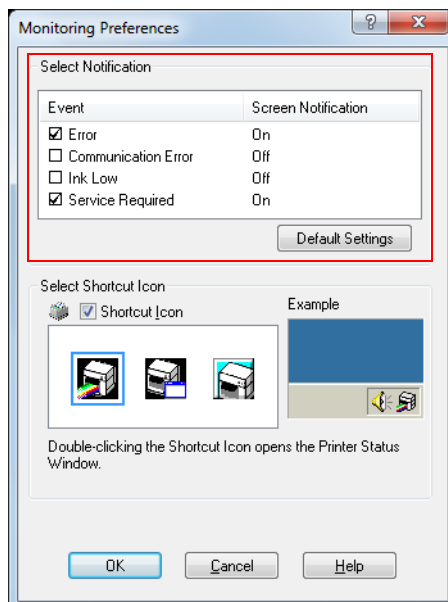 Monitoring Preferences
Select Notification
Event Screen Notification
Error On
Communication Error Off
Ink Low Off
Service Required On
Default Settings
Select Shortcut Icon
Shortcut Icon
Example
Double-clicking the Shortcut Icon opens the Printer Status
Window.
OK Cancel Help